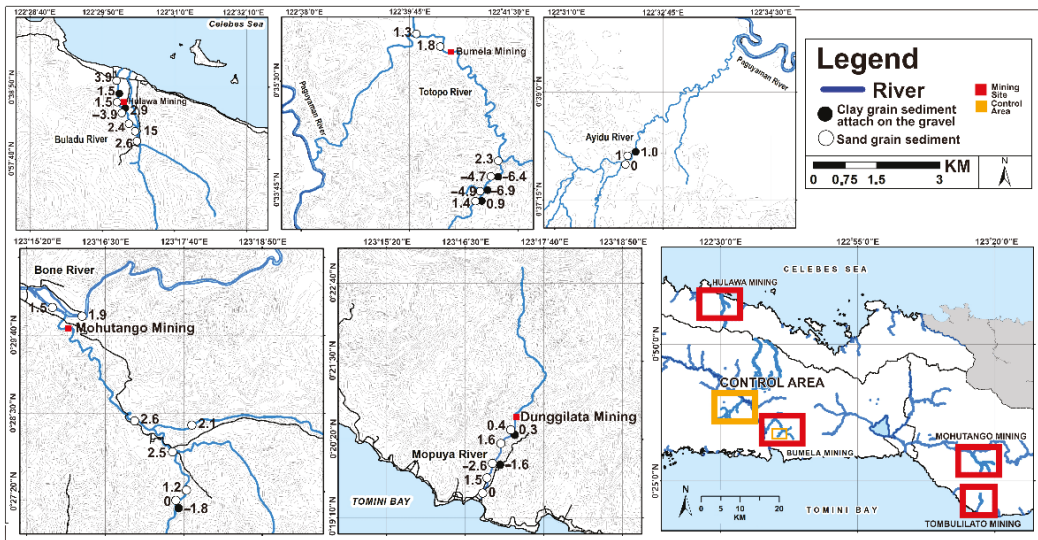 122°28'40"E 122°29'50"E 122°31'0"E 122°32'10"E
Celebes Sea
0°58'50"N
0°57'40"N
3.9
1
1.5
1.5
Hulawa Mining
2.9
−3.9
2.4
15
Buladu River
2.6
122°39'45"E 122°41'30"E
1.3
1.8
Bumela Mining
0°35'30"N
Totopo River
Paguyaman River
2.3
−4.7
−6.4
0°33'45"N
−4.9
−6.9
1.4
0.9
122°31'0"E 122°32'45"E 122°34'30"E
Paguyaman River
0°39'0"N
Ayidu River
1
1.0
0
0°37'15"N
Legend
River
Clay grain sediment
attach on the gravel
Sand grain sediment
Mining
Site
Control
Area
KM
0 0,75 1,5 3
N
123°15'20"E 123°16'30"E 123°17'40"E 123°18'50"E
Bone River
1.5
1.9
Mohutango Mining
0°29'40"N
2.6
2.1
0°28'30"N
2.5
1.2
0
−1.8
0°27'20"N
123°15'20"E 123°16'30"E 123°17'40"E 123°18'50"E
0°22'40"N
0°21'30"N
Dunggilata Mining
0.4
0.3
0°20'20"N
1.6
Mopuya River
−2.6
−1.6
1.5
0
TOMINI BAY
0°19'10"N
122°30'0"E 122°55'0"E 123°20'0"E
CELEBES SEA
HULAWA MINING
0°50'0"N
CONTROL AREA
BUMELA MINING
MOHUTANGO MINING
0°25'0"N
N
0 5 10 20
KM
TOMINI BAY
TOMBULILATO MINING